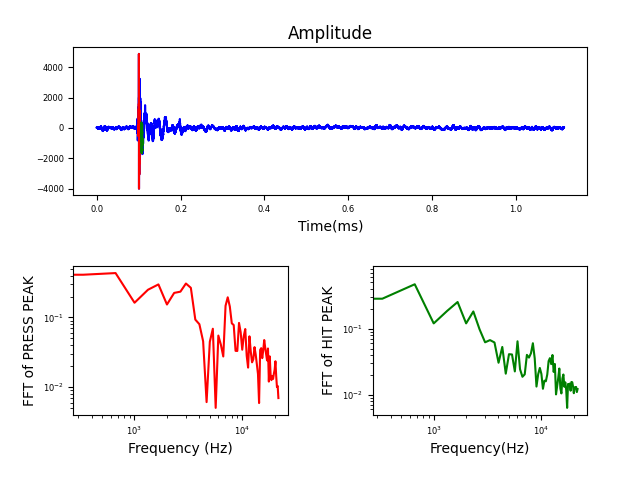 Amplitude
4000
2000
0
−2000
−4000
0.0 0.2 0.4 0.6 0.8 1.0
Time(ms)
FFT of PRESS PEAK
10⁻¹
10⁻²
10³ 10⁴
Frequency (Hz)
FFT of HIT PEAK
10⁻¹
10⁻²
10³ 10⁴
Frequency(Hz)